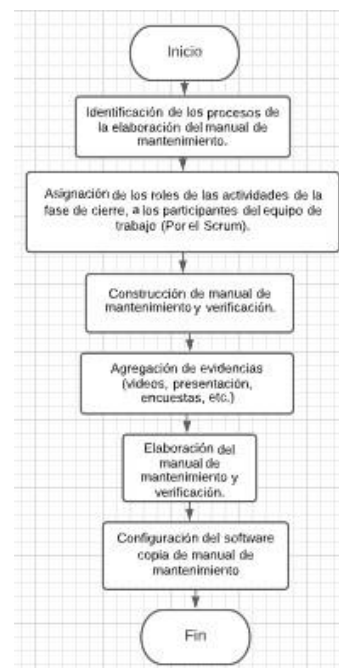 Inicio
Identificación de los procesos de
la elaboración del manual de
mantenimiento.
Asignación de los roles de las actividades de la
fase de cierre, a los participantes del equipo de
trabajo (Por el Scrum).
Construcción de manual de
mantenimiento y verificación.
Agregación de evidencias
(videos, presentación,
encuestas, etc.)
Elaboración del
manual de
mantenimiento y
verificación.
Configuración del software
copia de manual de
mantenimiento
Fin